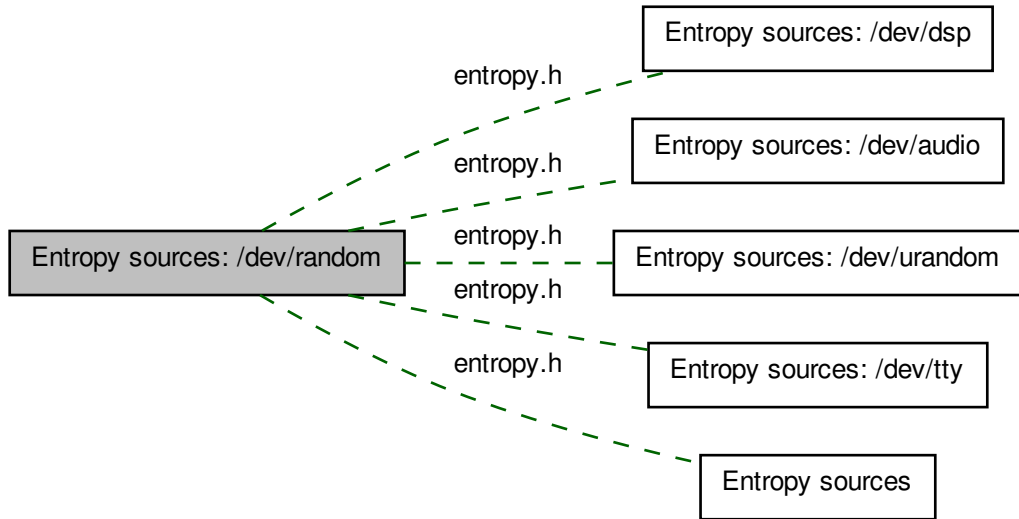 Entropy sources: /dev/dsp
entropy.h
Entropy sources: /dev/audio
entropy.h
Entropy sources: /dev/random
entropy.h
Entropy sources: /dev/urandom
entropy.h
Entropy sources: /dev/tty
entropy.h
Entropy sources